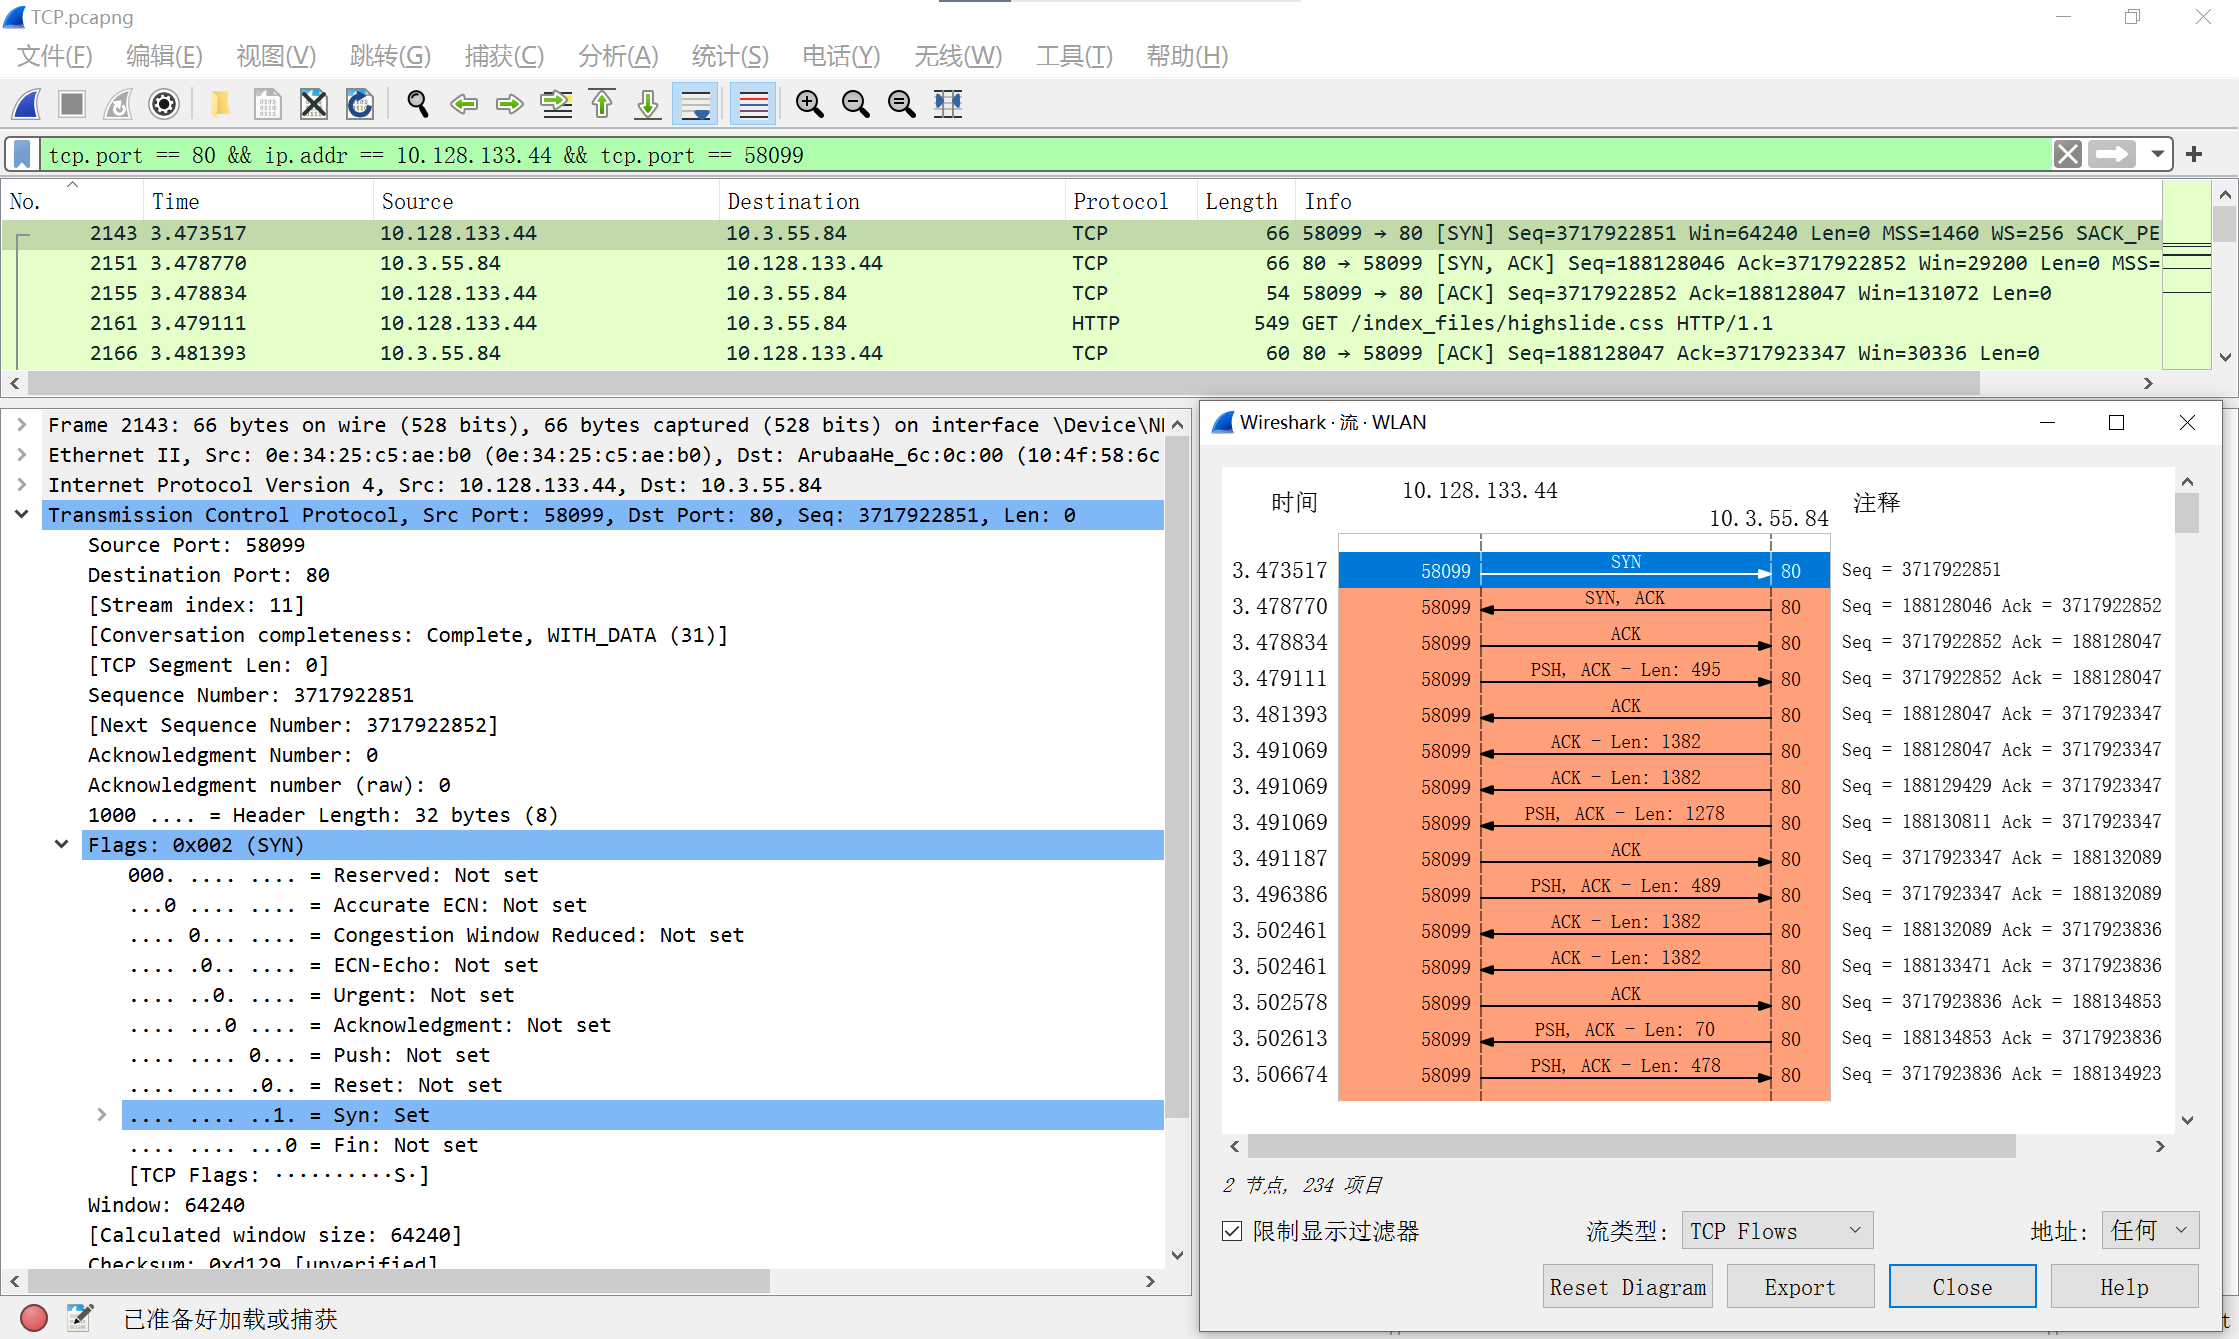 TCP.pcapng
文件(F) 编辑(E) 视图(V) 跳转(G) 捕获(C) 分析(A) 统计(S) 电话(Y) 无线(W) 工具(T) 帮助(H)
tcp.port == 80 && ip.addr == 10.128.133.44 && tcp.port == 58099
No. Time Source Destination Protocol Length Info
2143 3.473517 10.128.133.44 10.3.55.84 TCP 66 58099 → 80 [SYN] Seq=3717922851 Win=64240 Len=0 MSS=1460 WS=256 SACK_PE
2151 3.478770 10.3.55.84 10.128.133.44 TCP 66 80 → 58099 [SYN, ACK] Seq=188128046 Ack=3717922852 Win=29200 Len=0 MSS=
2155 3.478834 10.128.133.44 10.3.55.84 TCP 54 58099 → 80 [ACK] Seq=3717922852 Ack=188128047 Win=131072 Len=0
2161 3.479111 10.128.133.44 10.3.55.84 HTTP 549 GET /index_files/highslide.css HTTP/1.1
2166 3.481393 10.3.55.84 10.128.133.44 TCP 60 80 → 58099 [ACK] Seq=188128047 Ack=3717923347 Win=30336 Len=0
Frame 2143: 66 bytes on wire (528 bits), 66 bytes captured (528 bits) on interface \Device\N
Ethernet II, Src: 0e:34:25:c5:ae:b0 (0e:34:25:c5:ae:b0), Dst: ArubaaHe_6c:0c:00 (10:4f:58:6c
Internet Protocol Version 4, Src: 10.128.133.44, Dst: 10.3.55.84
Transmission Control Protocol, Src Port: 58099, Dst Port: 80, Seq: 3717922851, Len: 0
Source Port: 58099
Destination Port: 80
[Stream index: 11]
[Conversation completeness: Complete, WITH_DATA (31)]
[TCP Segment Len: 0]
Sequence Number: 3717922851
[Next Sequence Number: 3717922852]
Acknowledgment Number: 0
Acknowledgment number (raw): 0
1000 .... = Header Length: 32 bytes (8)
Flags: 0x002 (SYN)
000. .... .... = Reserved: Not set
...0 .... .... = Accurate ECN: Not set
.... 0... .... = Congestion Window Reduced: Not set
.... .0.. .... = ECN-Echo: Not set
.... ..0. .... = Urgent: Not set
.... ...0 .... = Acknowledgment: Not set
.... .... 0... = Push: Not set
.... .... .0.. = Reset: Not set
.... .... ..1. = Syn: Set
.... .... ...0 = Fin: Not set
[TCP Flags: ··········S·]
Window: 64240
[Calculated window size: 64240]
Checksum: 0xd129 [unverified]
已准备好加载或捕获
Wireshark · 流 · WLAN
时间 10.128.133.44 10.3.55.84 注释
3.473517 58099 SYN 80 Seq = 3717922851
3.478770 58099 SYN, ACK 80 Seq = 188128046 Ack = 3717922852
3.478834 58099 ACK 80 Seq = 3717922852 Ack = 188128047
3.479111 58099 PSH, ACK - Len: 495 80 Seq = 3717922852 Ack = 188128047
3.481393 58099 ACK 80 Seq = 188128047 Ack = 3717923347
3.491069 58099 ACK - Len: 1382 80 Seq = 188128047 Ack = 3717923347
3.491069 58099 ACK - Len: 1382 80 Seq = 188129429 Ack = 3717923347
3.491069 58099 PSH, ACK - Len: 1278 80 Seq = 188130811 Ack = 3717923347
3.491187 58099 ACK 80 Seq = 3717923347 Ack = 188132089
3.496386 58099 PSH, ACK - Len: 489 80 Seq = 3717923347 Ack = 188132089
3.502461 58099 ACK - Len: 1382 80 Seq = 188132089 Ack = 3717923836
3.502461 58099 ACK - Len: 1382 80 Seq = 188133471 Ack = 3717923836
3.502578 58099 ACK 80 Seq = 3717923836 Ack = 188134853
3.502613 58099 PSH, ACK - Len: 70 80 Seq = 188134853 Ack = 3717923836
3.506674 58099 PSH, ACK - Len: 478 80 Seq = 3717923836 Ack = 188134923
2 节点, 234 项目
限制显示过滤器 流类型: TCP Flows 地址: 任何
Reset Diagram Export Close Help